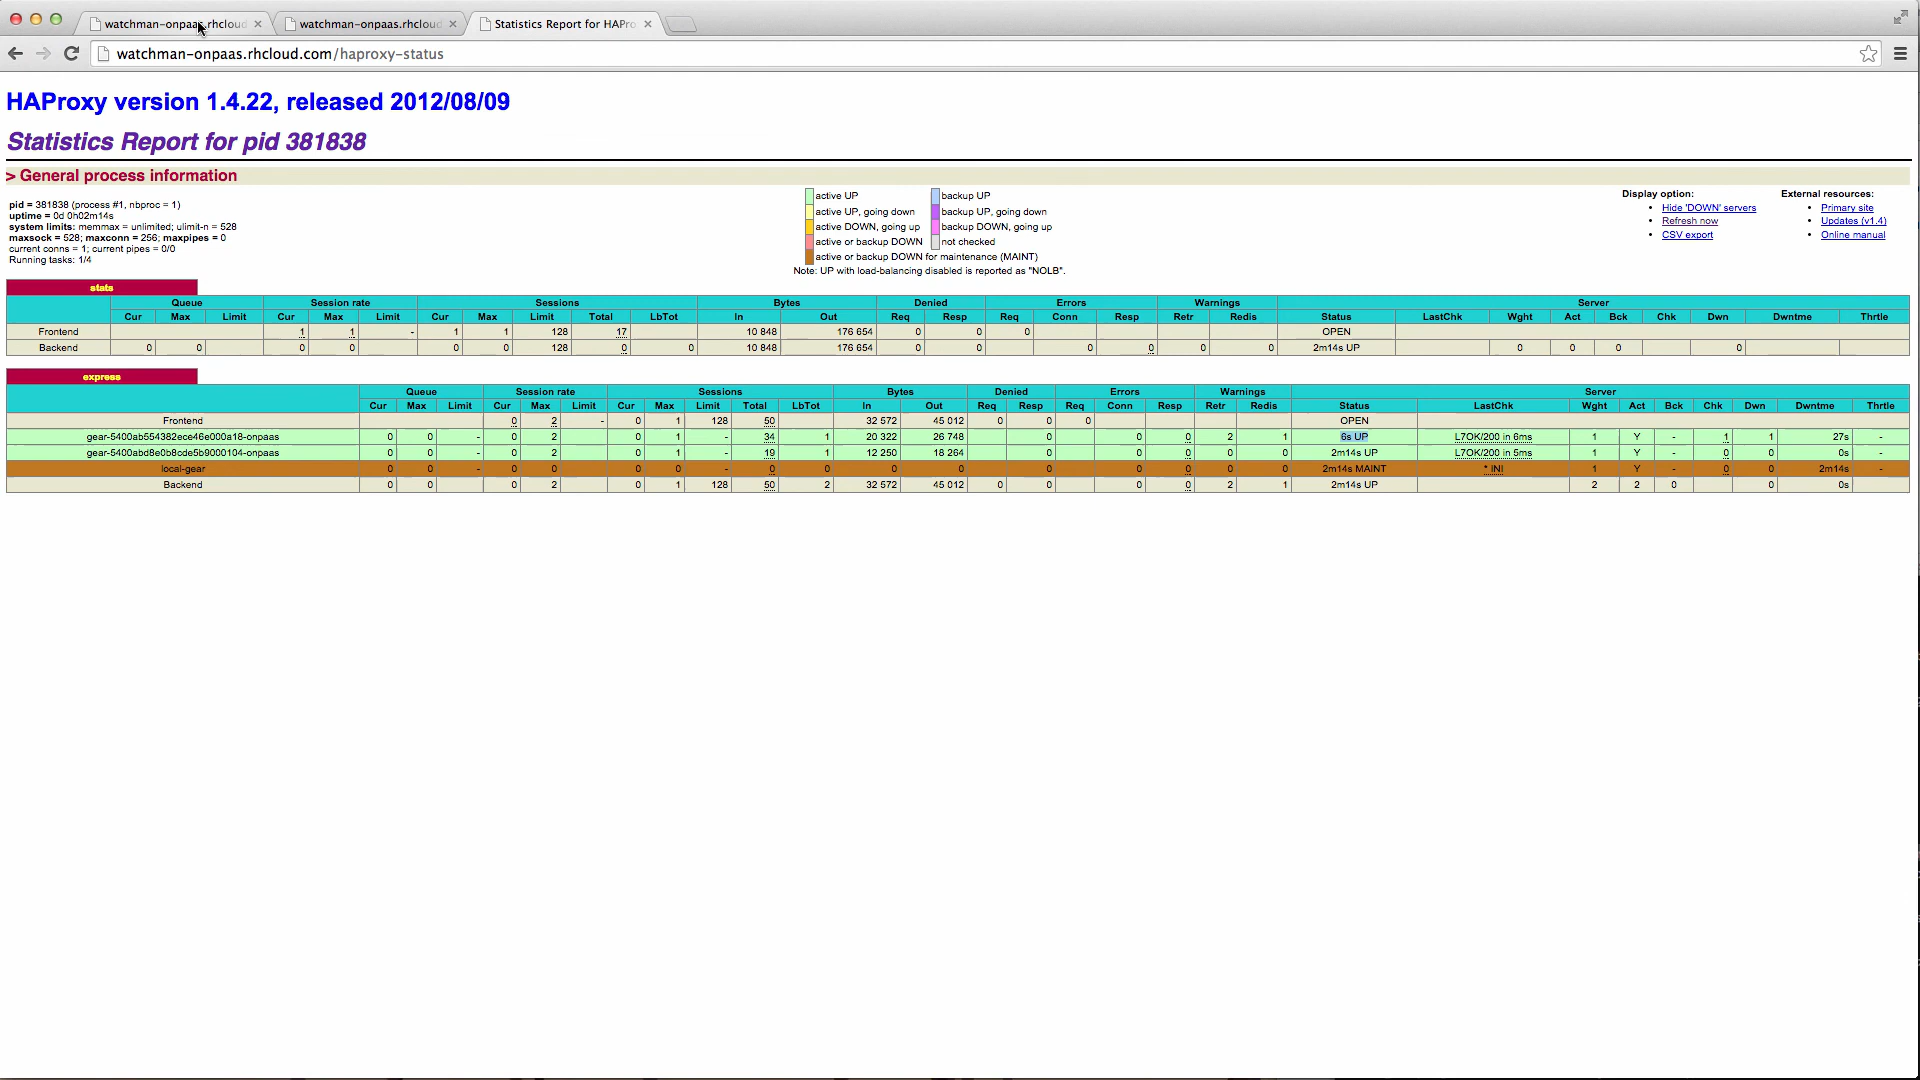 watchman-onpaas.rhcloud
watchman-onpaas.rhcloud
Statistics Report for HAPro
watchman-onpaas.rhcloud.com/haproxy-status
HAProxy version 1.4.22, released 2012/08/09
Statistics Report for pid 381838
> General process information
pid = 381838 (process #1, nbproc = 1)
uptime = 0d 0h02m14s
system limits: memmax = unlimited; ulimit-n = 528
maxsock = 528; maxconn = 256; maxpipes = 0
current conns = 1; current pipes = 0/0
Running tasks: 1/4
active UP backup UP
active UP, going down backup UP, going down
active DOWN, going up backup DOWN, going up
active or backup DOWN not checked
active or backup DOWN for maintenance (MAINT)
Note: UP with load-balancing disabled is reported as "NOLB".
Display option:
• Hide 'DOWN' servers
• Refresh now
• CSV export
External resources:
• Primary site
• Updates (v1.4)
• Online manual
stats
Queue Session rate Sessions Bytes Denied Errors Warnings Server
Cur Max Limit Cur Max Limit Cur Max Limit Total LbTot In Out Req Resp Req Conn Resp Retr Redis Status LastChk Wght Act Bck Chk Dwn Dwntme Thrtle
Frontend 1 1 - 1 1 128 17 10 848 176 654 0 0 0 OPEN
Backend 0 0 0 0 0 0 128 0 0 10 848 176 654 0 0 0 0 0 0 2m14s UP 0 0 0 0
express
Queue Session rate Sessions Bytes Denied Errors Warnings Server
Cur Max Limit Cur Max Limit Cur Max Limit Total LbTot In Out Req Resp Req Conn Resp Retr Redis Status LastChk Wght Act Bck Chk Dwn Dwntme Thrtle
Frontend 0 2 - 0 1 128 50 32 572 45 012 0 0 0 OPEN
gear-5400ab554382ece46e000a18-onpaas 0 0 - 0 2 0 1 - 34 1 20 322 26 748 0 0 0 2 1 6s UP L7OK/200 in 6ms 1 Y - 1 1 27s -
gear-5400abd8e0b8cde5b9000104-onpaas 0 0 - 0 2 0 1 - 19 1 12 250 18 264 0 0 0 0 0 2m14s UP L7OK/200 in 5ms 1 Y - 0 0 0s -
local-gear 0 0 - 0 0 0 0 - 0 0 0 0 0 0 0 0 0 2m14s MAINT * INI 1 Y - 0 0 2m14s -
Backend 0 0 0 2 0 1 128 50 2 32 572 45 012 0 0 0 0 2 1 2m14s UP 2 2 0 0 0s